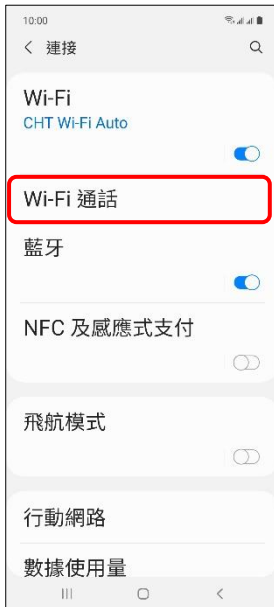 10:00
連接
Wi-Fi
CHT Wi-Fi Auto
Wi-Fi 通話
藍牙
NFC 及感應式支付
飛航模式
行動網路
數據使用量